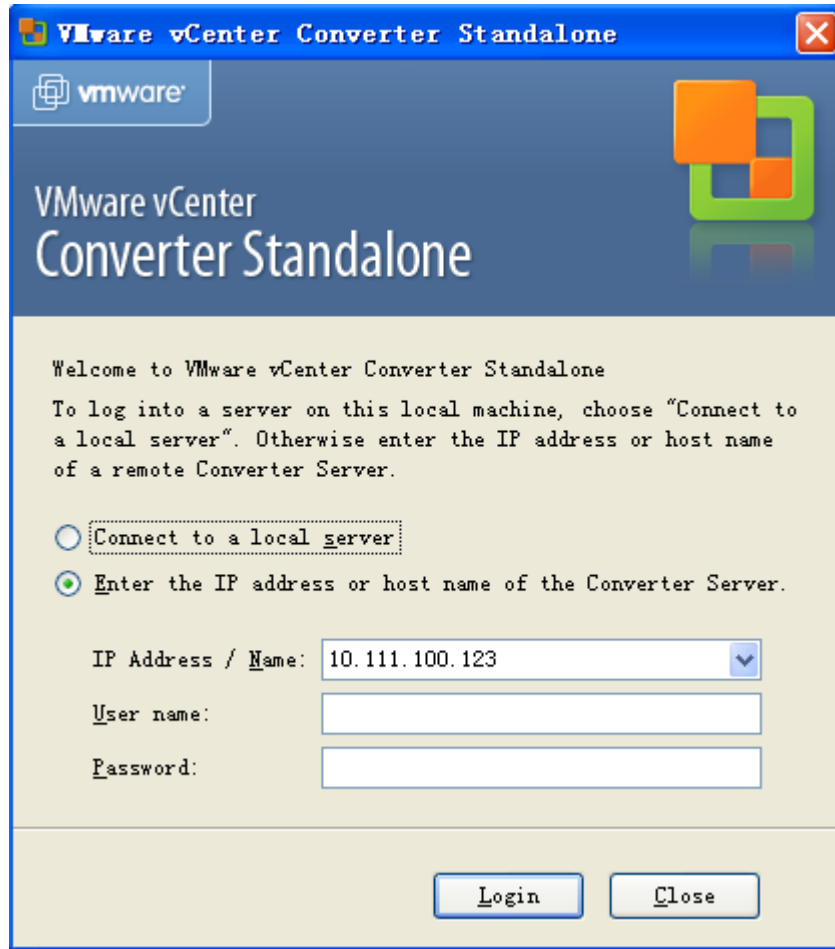 VMware vCenter Converter Standalone
vmware
VMware vCenter
Converter Standalone
Welcome to VMware vCenter Converter Standalone
To log into a server on this local machine, choose "Connect to
a local server". Otherwise enter the IP address or host name
of a remote Converter Server.
Connect to a local server
Enter the IP address or host name of the Converter Server.
IP Address / Name: 10.111.100.123
User name:
Password:
Login Close